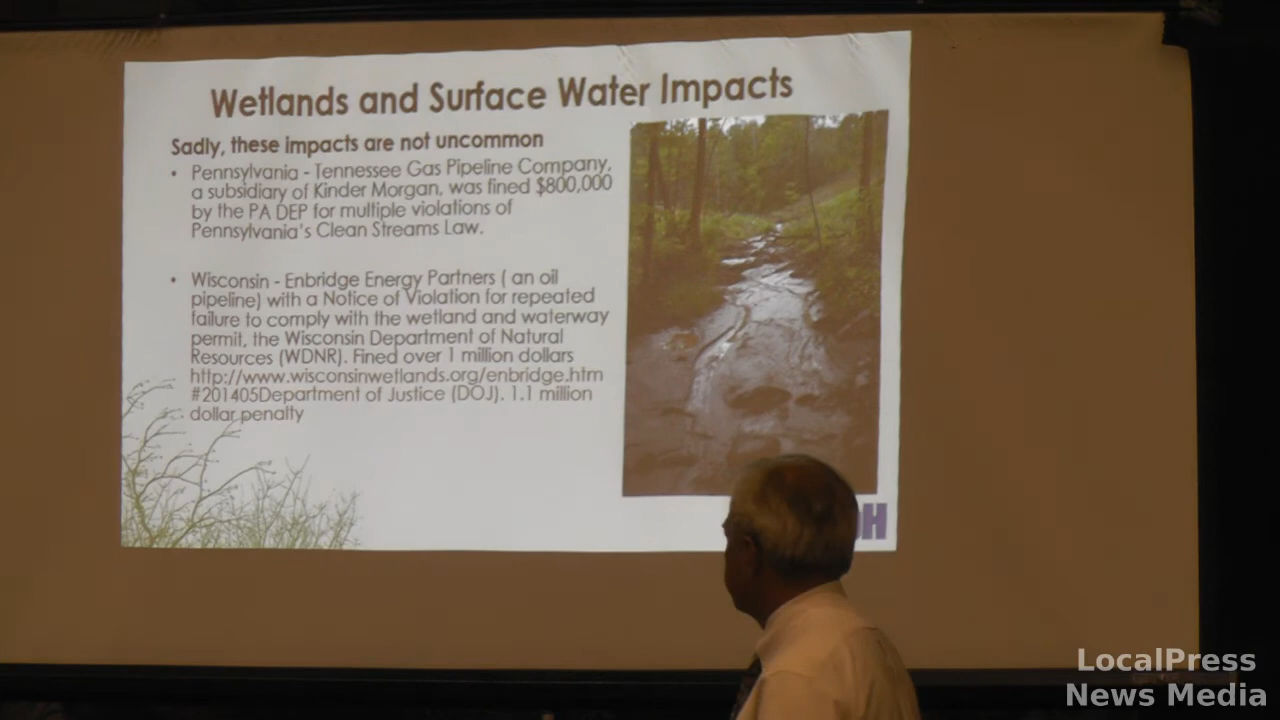 Wetlands and Surface Water Impacts
Sadly, these impacts are not uncommon
• Pennsylvania - Tennessee Gas Pipeline Company,
a subsidiary of Kinder Morgan, was fined $800,000
by the PA DEP for multiple violations of
Pennsylvania's Clean Streams Law.
• Wisconsin - Enbridge Energy Partners ( an oil
pipeline) with a Notice of Violation for repeated
failure to comply with the wetland and waterway
permit, the Wisconsin Department of Natural
Resources (WDNR). Fined over 1 million dollars
http://www.wisconsinwetlands.org/enbridge.htm
#201405Department of Justice (DOJ). 1.1 million
dollar penalty
H
LocalPress
News Media